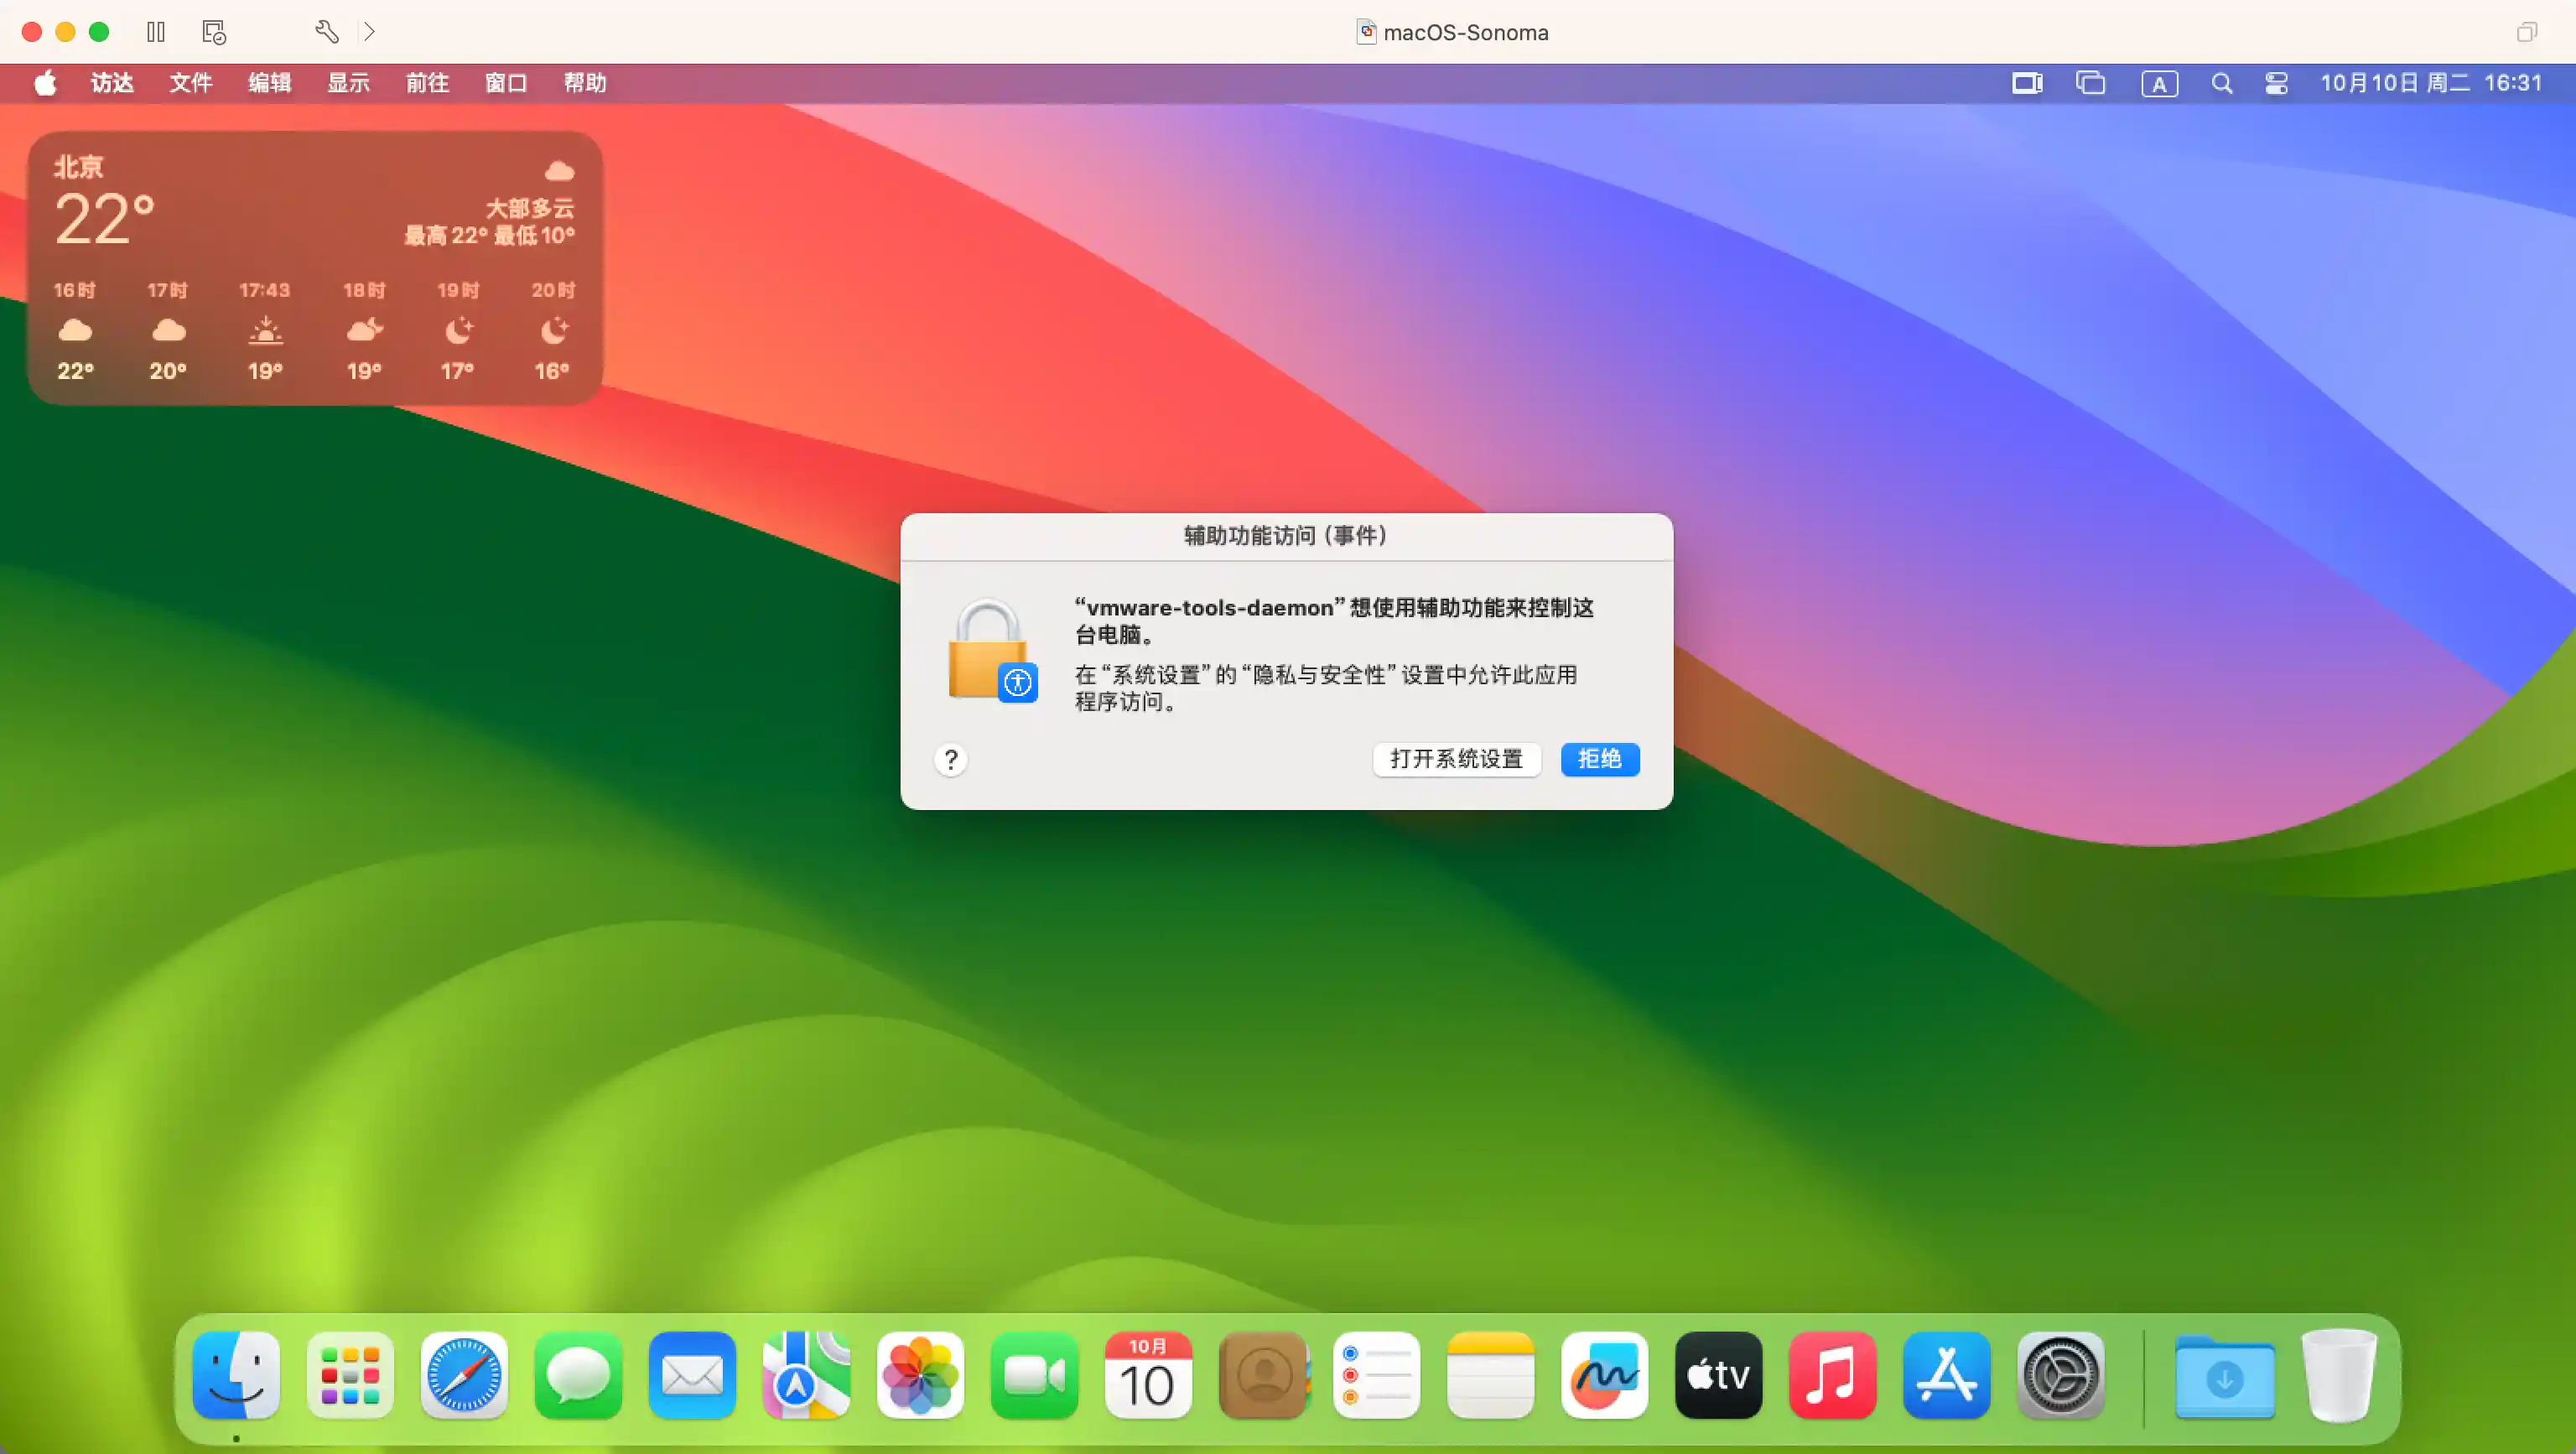 macOS-Sonoma
访达 文件 编辑 显示 前往 窗口 帮助 A 10月10日 周二 16:31
北京
22°
大部多云
最高22° 最低10°
16时 17时 17:43 18时 19时 20时
22° 20° 19° 19° 17° 16°
辅助功能访问 (事件)
“vmware-tools-daemon”想使用辅助功能来控制这
台电脑。
在“系统设置”的“隐私与安全性”设置中允许此应用
程序访问。
? 打开系统设置 拒绝
10月
10
tv